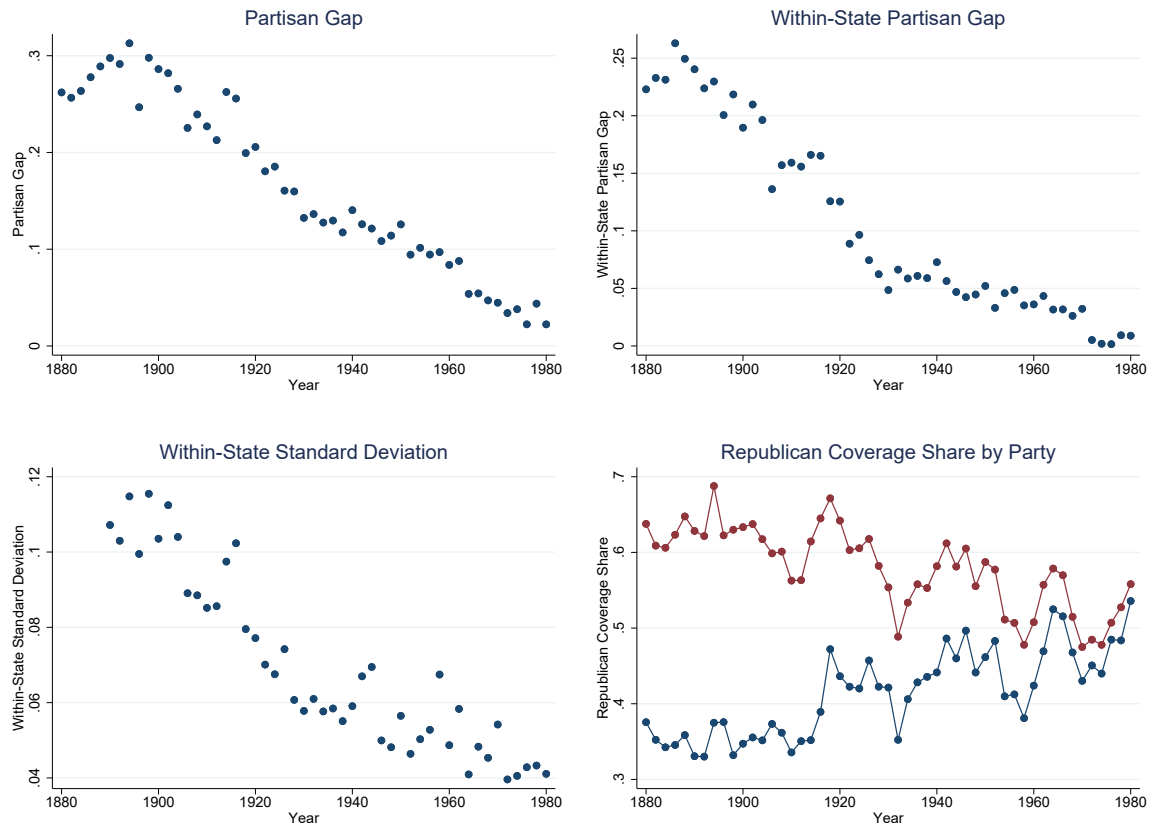 Partisan Gap
Partisan Gap
.3
.2
.1
0
1880 1900 1920 1940 1960 1980
Year
Within-State Partisan Gap
Within-State Partisan Gap
.25
.2
.15
.1
.05
0
1880 1900 1920 1940 1960 1980
Year
Within-State Standard Deviation
Within-State Standard Deviation
.12
.1
.08
.06
.04
1880 1900 1920 1940 1960 1980
Year
Republican Coverage Share by Party
Republican Coverage Share
.7
.6
.5
.4
.3
1880 1900 1920 1940 1960 1980
Year